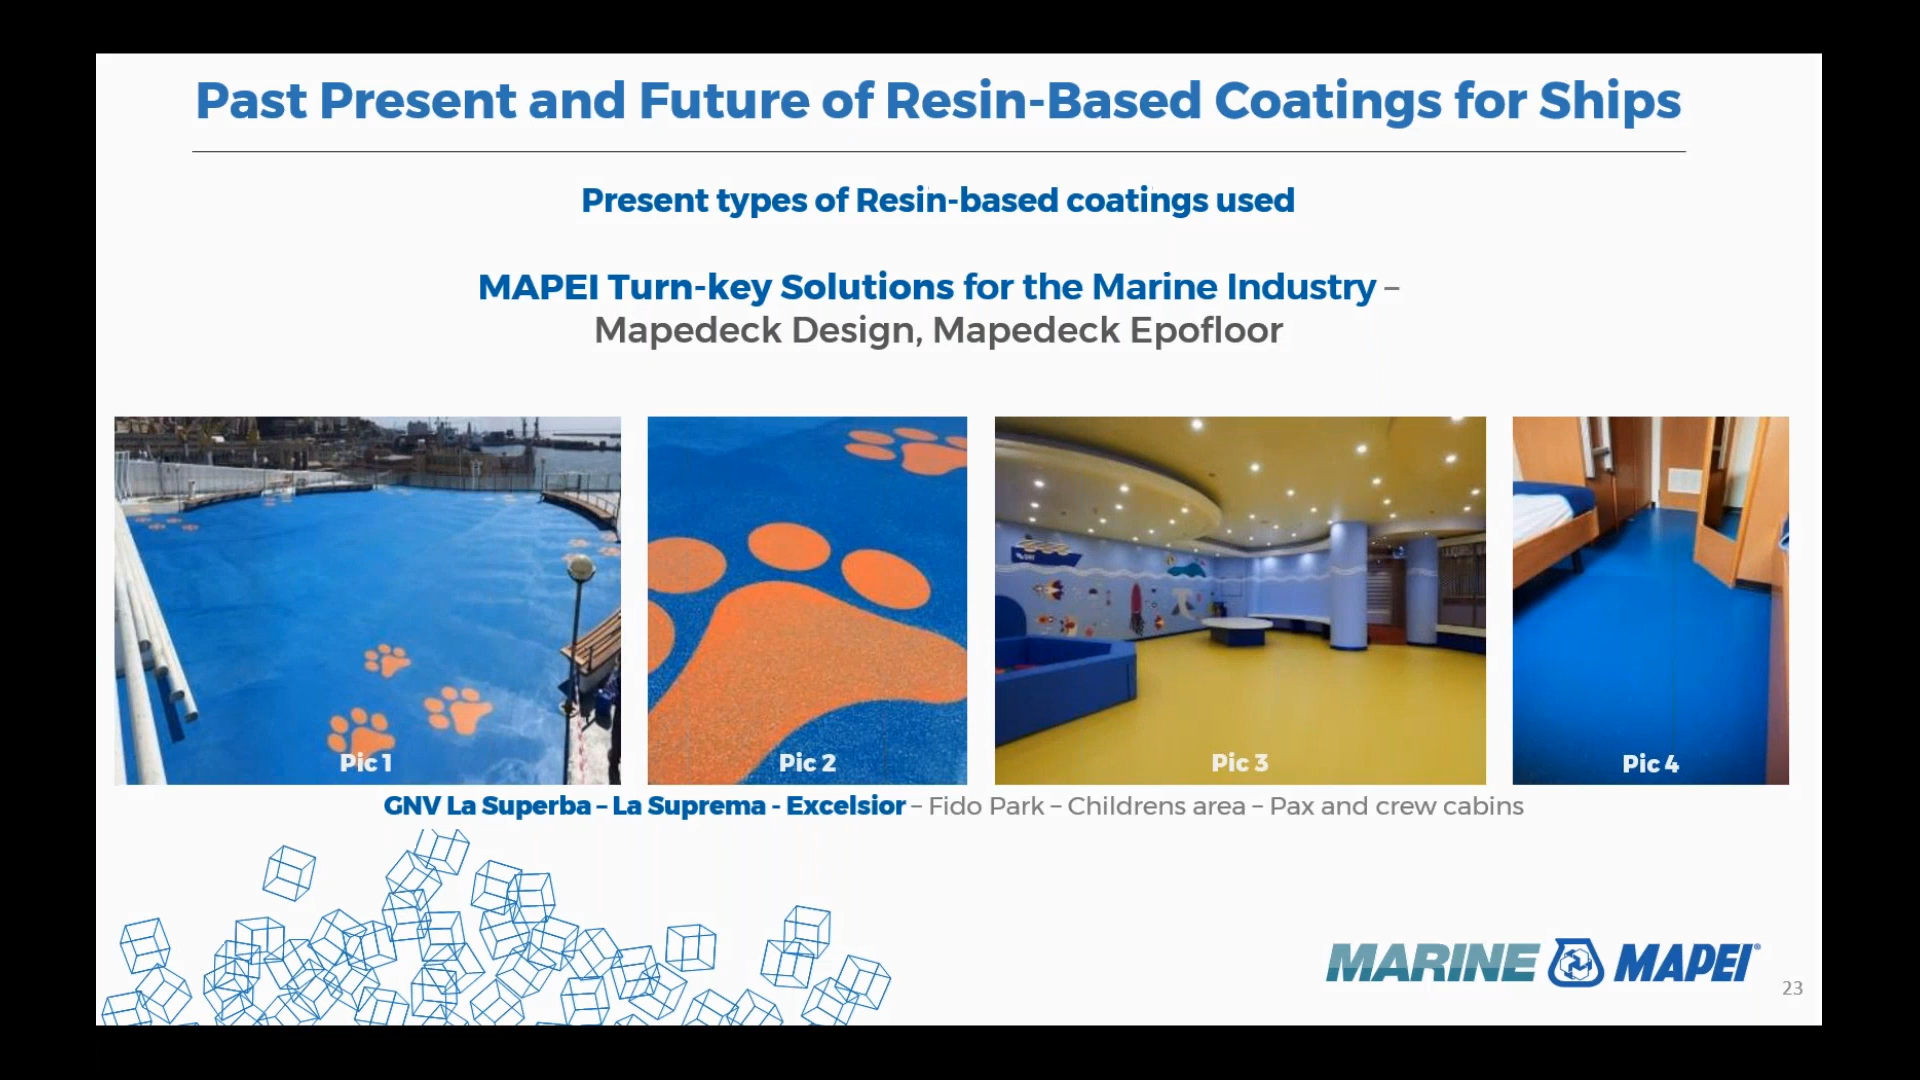 Past Present and Future of Resin-Based Coatings for Ships
Present types of Resin-based coatings used
MAPEI Turn-key Solutions for the Marine Industry –
Mapedeck Design, Mapedeck Epofloor
Pic 1
Pic 2
Pic 3
Pic 4
GNV La Superba – La Suprema - Excelsior – Fido Park – Childrens area – Pax and crew cabins
MARINE MAPEI®
23